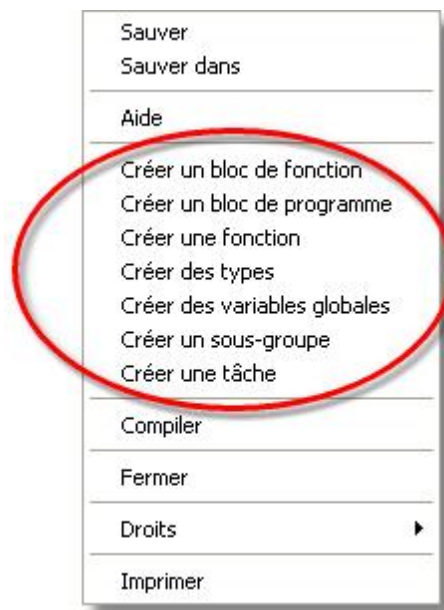 Sauver
Sauver dans
Aide
Créer un bloc de fonction
Créer un bloc de programme
Créer une fonction
Créer des types
Créer des variables globales
Créer un sous-groupe
Créer une tâche
Compiler
Fermer
Droits
Imprimer